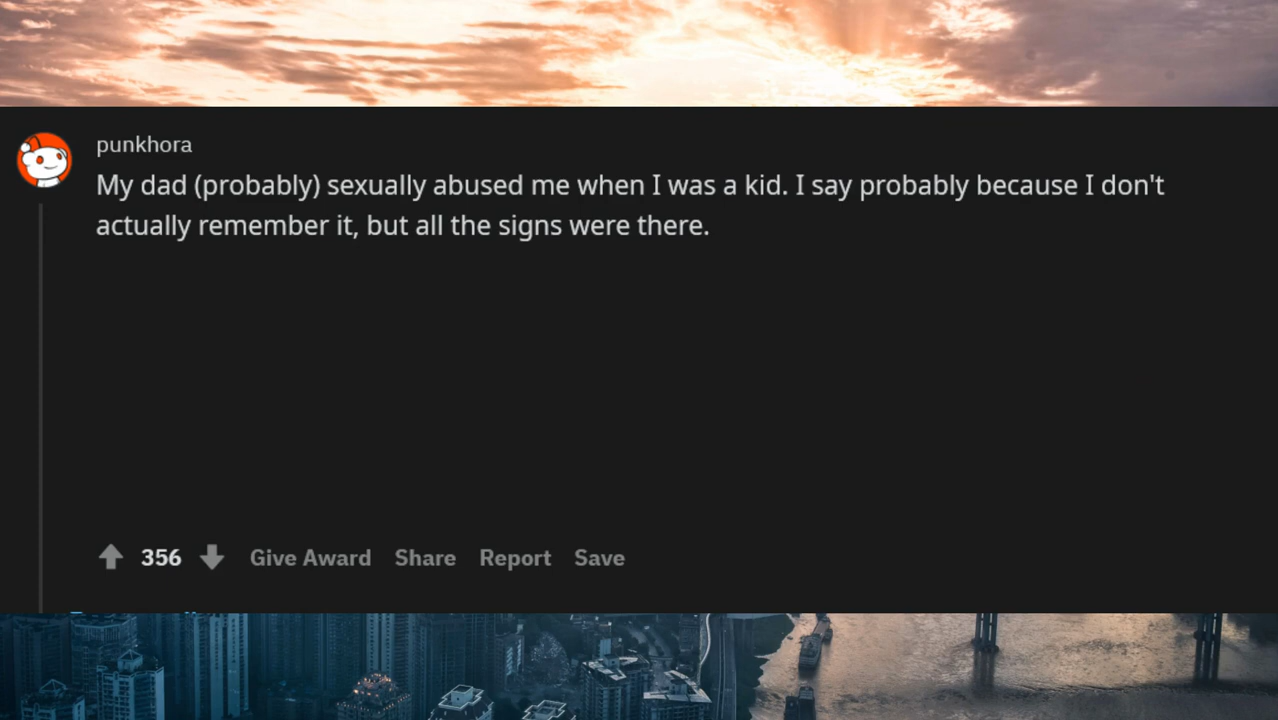 punkhora
My dad (probably) sexually abused me when I was a kid. I say probably because I don't
actually remember it, but all the signs were there.
356 Give Award Share Report Save